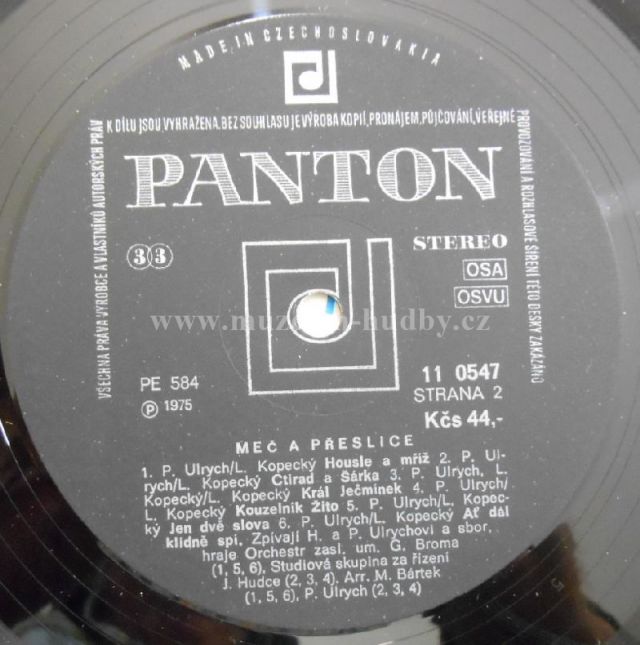 MADE IN CZECHOSLOVAKIA
VŠECHNA PRÁVA VÝROBCE A VLASTNÍKŮ AUTORSKÝCH PRÁV
K DÍLU JSOU VYHRAŽENA. BEZ SOUHLASU JE VÝROBA KOPIÍ, PRONÁJEM, PŮJČOVÁNÍ, VEŘEJNÉ
PROVOZOVÁNÍ A ROZHLASOVÉ ŠÍŘENÍ TÉTO DESKY ZAKÁZÁNO
PANTON
33
STEREO
OSA
OSVU
www.muzeum-hudby.cz
PE 584
Ⓟ 1975
11 0547
STRANA 2
Kčs 44,-
MEČ A PŘESLICE
1. P. Ulrych/L. Kopecký Housle a mříž 2. P. Ul-
rych/L. Kopecký Ctirad a Šárka 3. P. Ulrych, L.
Kopecký/L. Kopecký Král Ječmínek 4. P. Ulrych/
L. Kopecký Kouzelník Žito 5. P. Ulrych/L. Kopec-
ký Jen dvě slova 6. P. Ulrych/L. Kopecký Ať dál
klidně spí, Zpívají H. a P. Ulrychovi a sbor,
hraje Orchestr zasl. um. G. Broma
(1, 5, 6), Studiová skupina za řízení
J. Hudce (2, 3, 4). Arr. M. Bártek
(1, 5, 6), P. Ulrych (2, 3, 4)